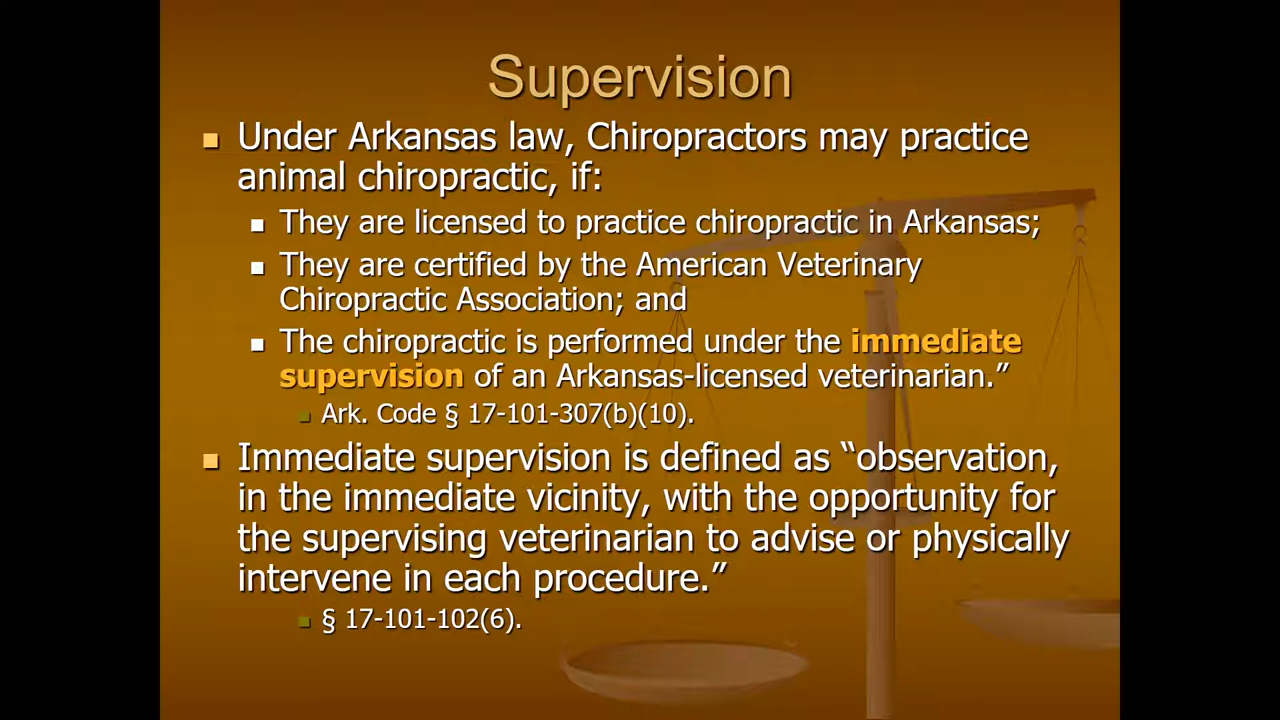 Supervision
Under Arkansas law, Chiropractors may practice
animal chiropractic, if:
They are licensed to practice chiropractic in Arkansas;
They are certified by the American Veterinary
Chiropractic Association; and
The chiropractic is performed under the immediate
supervision of an Arkansas-licensed veterinarian.”
Ark. Code § 17-101-307(b)(10).
Immediate supervision is defined as “observation,
in the immediate vicinity, with the opportunity for
the supervising veterinarian to advise or physically
intervene in each procedure.”
§ 17-101-102(6).